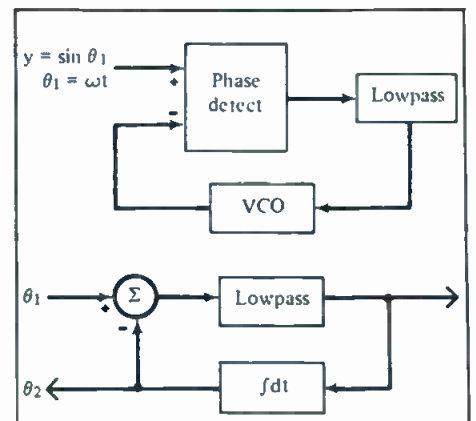 y = sin θ1
θ1 = ωt
+
-
Phase
detect
Lowpass
VCO
θ1
+
-
Σ
Lowpass
θ2
∫dt